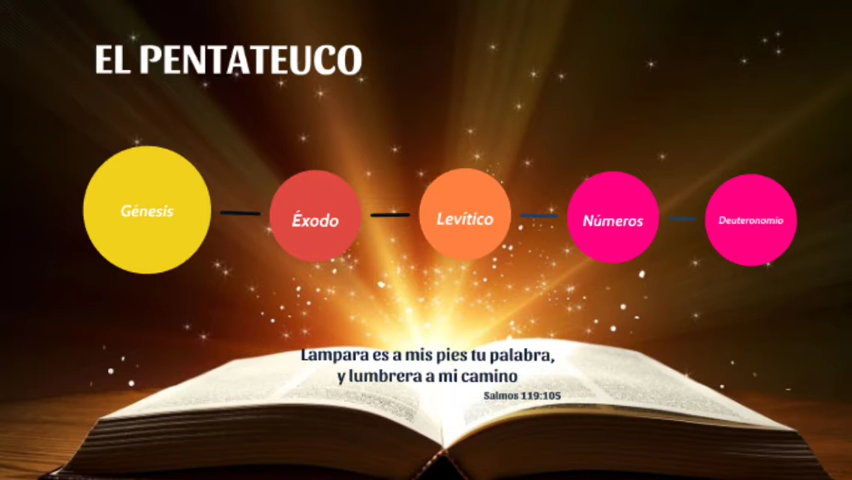 EL PENTATEUCO
Génesis
Éxodo
Levítico
Números
Deuteronomio
Lampara es a mis pies tu palabra,
y lumbrera a mi camino
Salmos 119:105